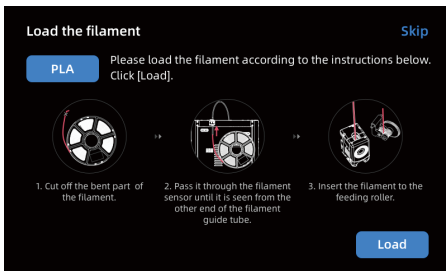 Load the filament
Skip
PLA
Please load the filament according to the instructions below.
Click [Load].
1. Cut off the bent part of
the filament.
2. Pass it through the filament
sensor until it is seen from the
other end of the filament
guide tube.
3. Insert the filament to the
feeding roller.
Load